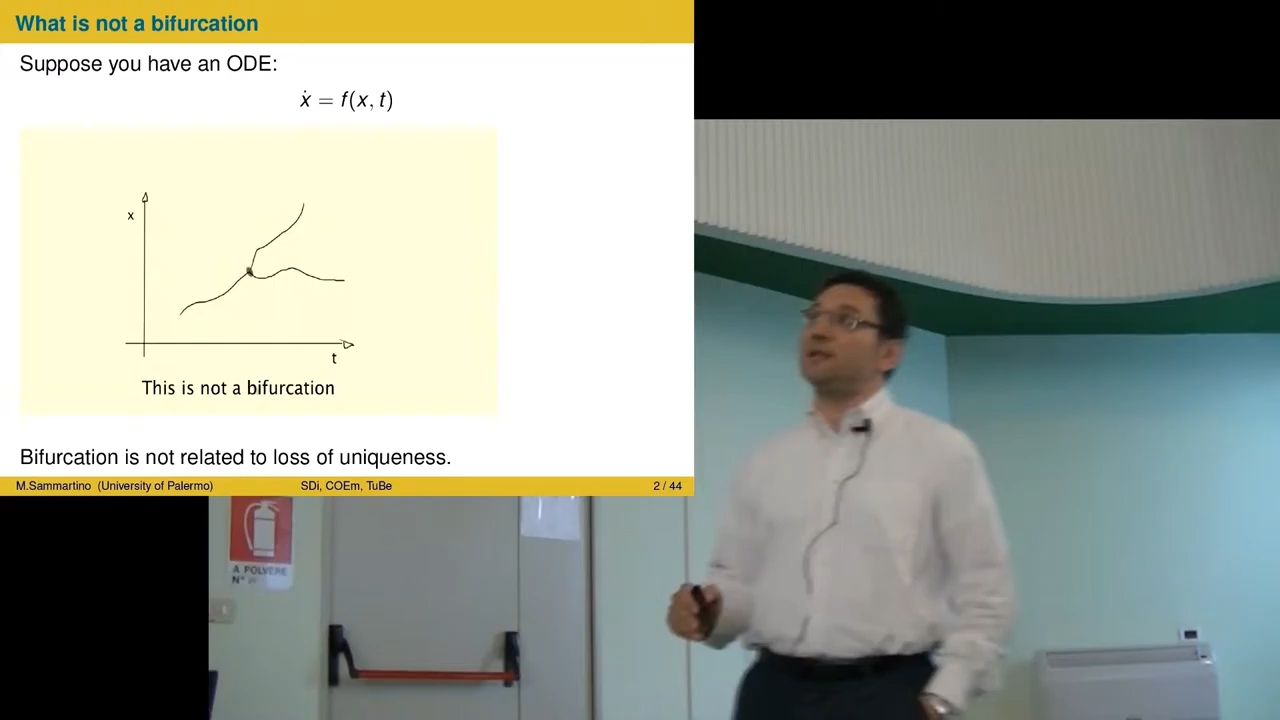 What is not a bifurcation
Suppose you have an ODE:
ẋ = f(x, t)
x
t
This is not a bifurcation
Bifurcation is not related to loss of uniqueness.
M.Sammartino (University of Palermo) SDi, COEm, TuBe 2 / 44
A POLVERE
N°